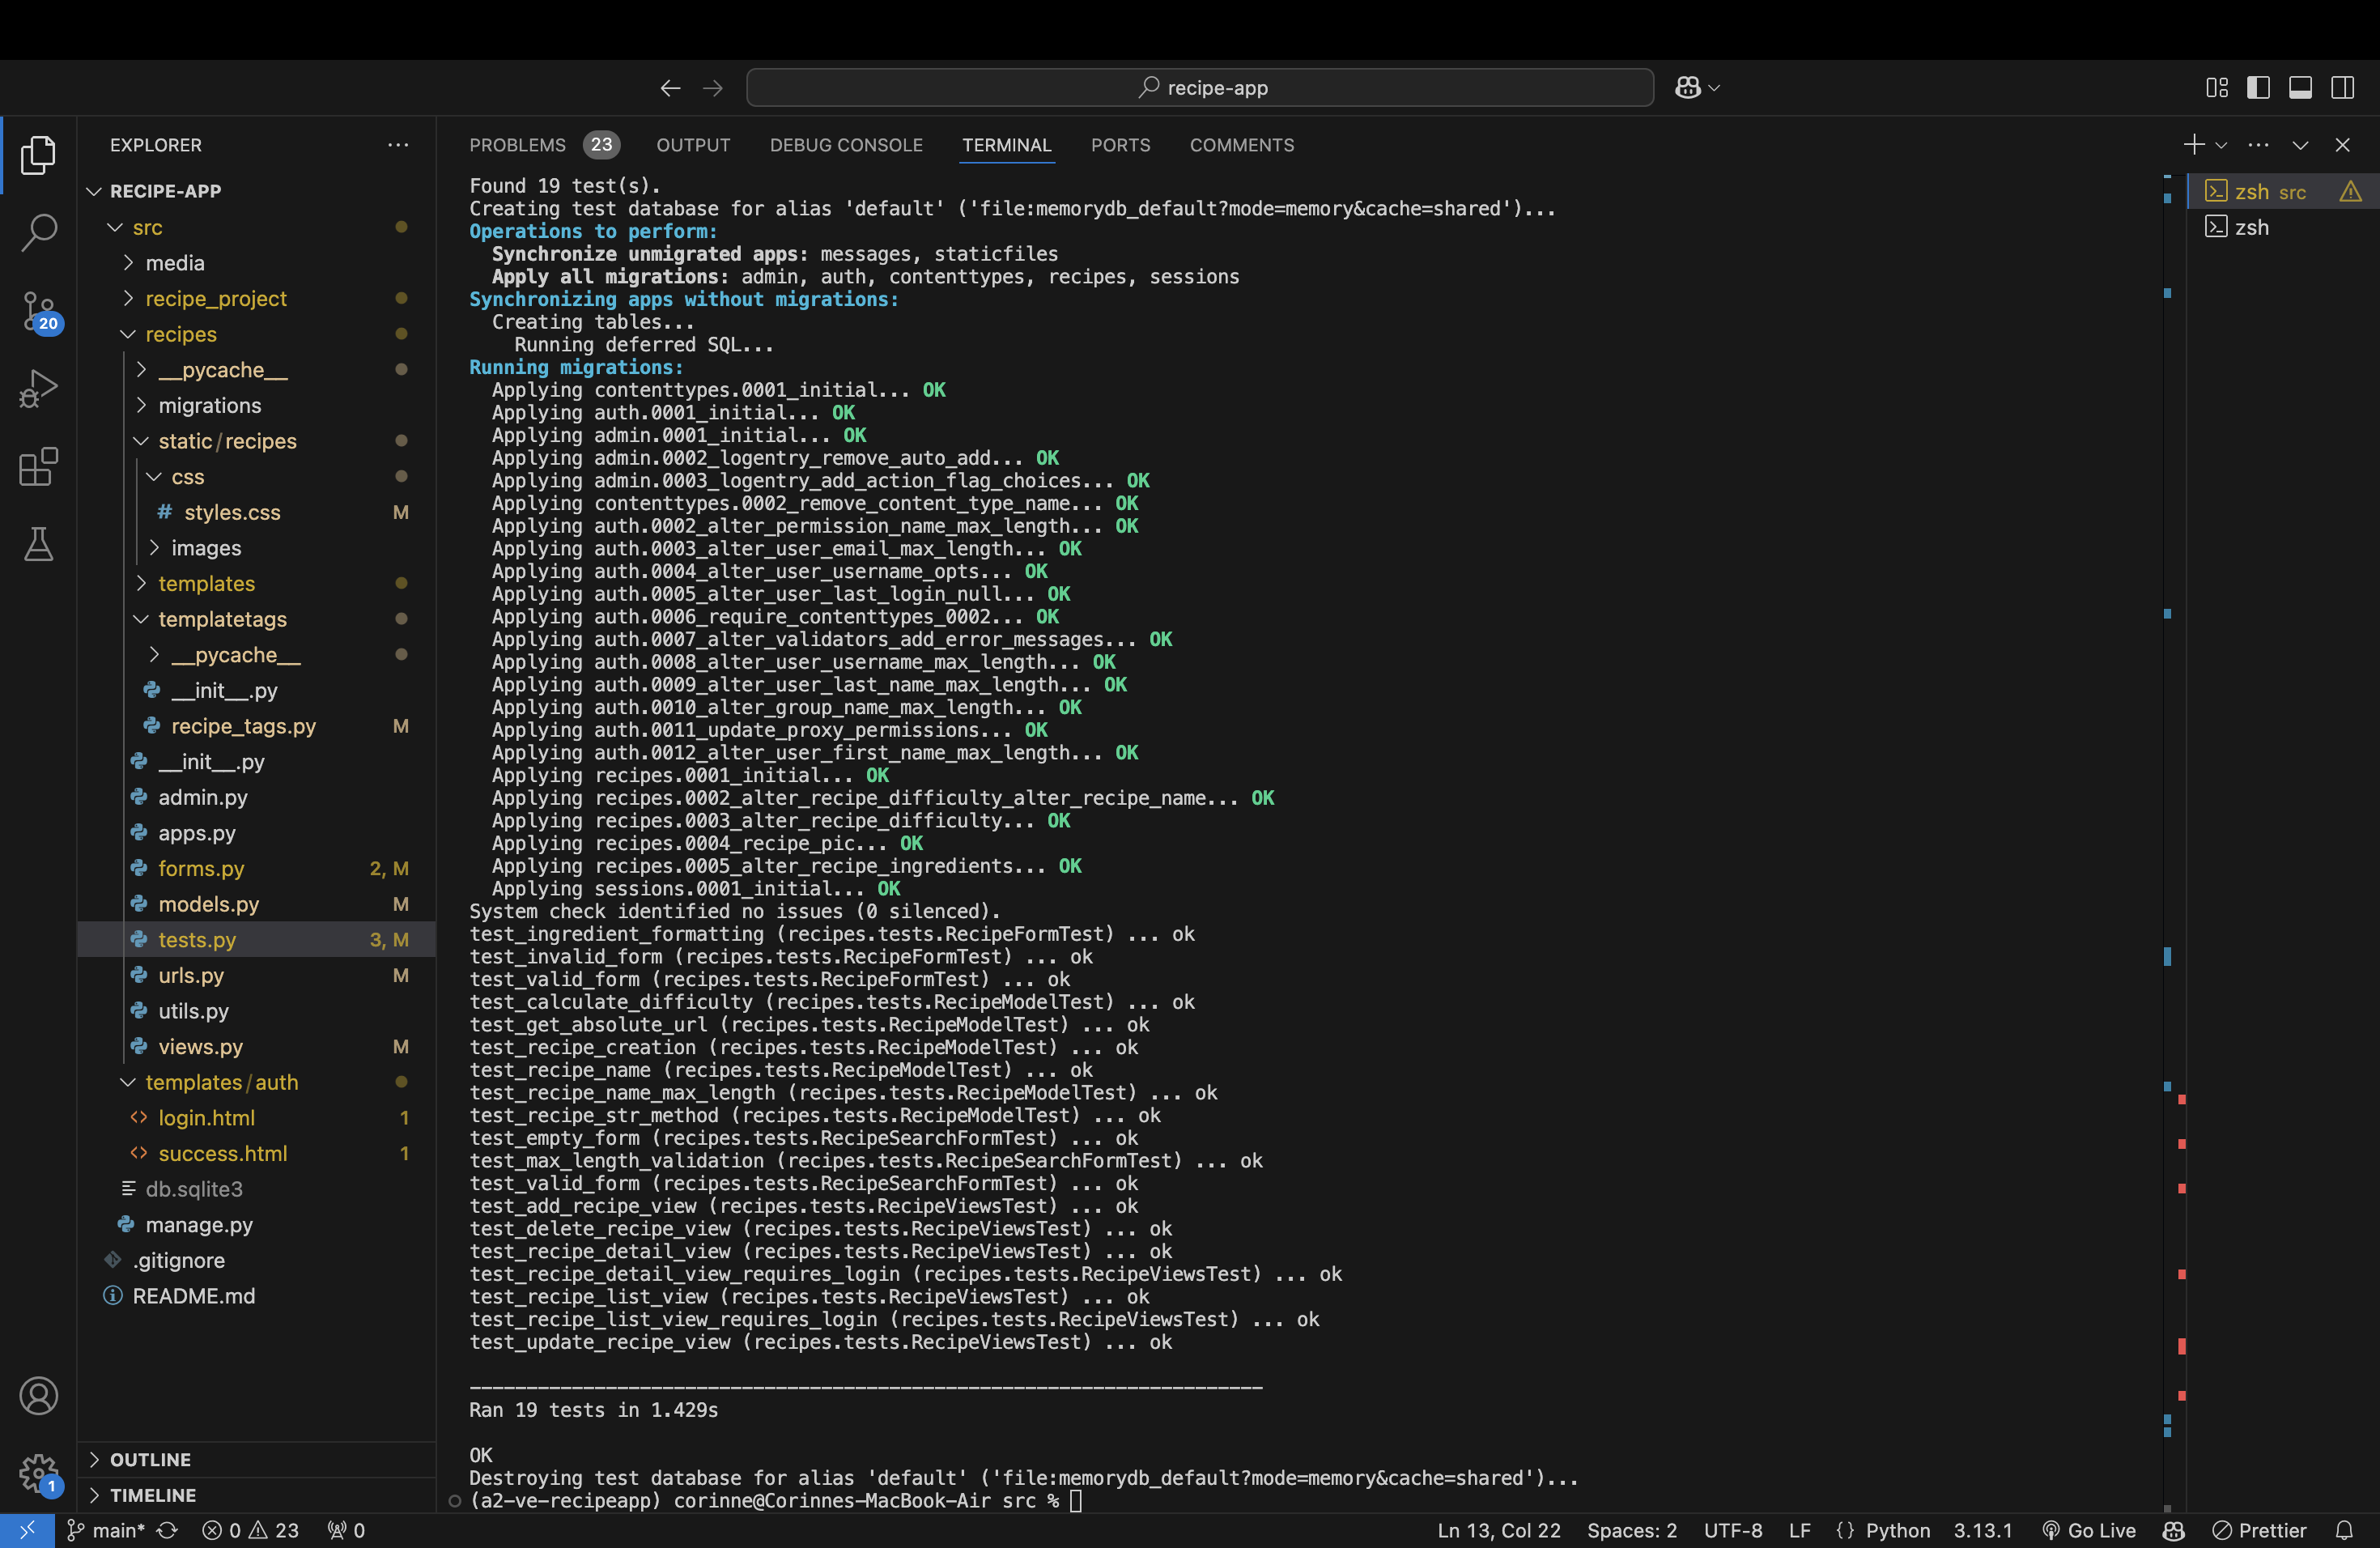 recipe-app
EXPLORER
RECIPE-APP
src
media
recipe_project
recipes
__pycache__
migrations
static/recipes
css
# styles.css M
images
templates
templatetags
__pycache__
__init__.py
recipe_tags.py M
__init__.py
admin.py
apps.py
forms.py 2, M
models.py M
tests.py 3, M
urls.py M
utils.py
views.py M
templates/auth
login.html 1
success.html 1
db.sqlite3
manage.py
.gitignore
README.md
OUTLINE
TIMELINE
20
1
PROBLEMS 23 OUTPUT DEBUG CONSOLE TERMINAL PORTS COMMENTS
Found 19 test(s).
Creating test database for alias 'default' ('file:memorydb_default?mode=memory&cache=shared')...
Operations to perform:
Synchronize unmigrated apps: messages, staticfiles
Apply all migrations: admin, auth, contenttypes, recipes, sessions
Synchronizing apps without migrations:
Creating tables...
Running deferred SQL...
Running migrations:
Applying contenttypes.0001_initial... OK
Applying auth.0001_initial... OK
Applying admin.0001_initial... OK
Applying admin.0002_logentry_remove_auto_add... OK
Applying admin.0003_logentry_add_action_flag_choices... OK
Applying contenttypes.0002_remove_content_type_name... OK
Applying auth.0002_alter_permission_name_max_length... OK
Applying auth.0003_alter_user_email_max_length... OK
Applying auth.0004_alter_user_username_opts... OK
Applying auth.0005_alter_user_last_login_null... OK
Applying auth.0006_require_contenttypes_0002... OK
Applying auth.0007_alter_validators_add_error_messages... OK
Applying auth.0008_alter_user_username_max_length... OK
Applying auth.0009_alter_user_last_name_max_length... OK
Applying auth.0010_alter_group_name_max_length... OK
Applying auth.0011_update_proxy_permissions... OK
Applying auth.0012_alter_user_first_name_max_length... OK
Applying recipes.0001_initial... OK
Applying recipes.0002_alter_recipe_difficulty_alter_recipe_name... OK
Applying recipes.0003_alter_recipe_difficulty... OK
Applying recipes.0004_recipe_pic... OK
Applying recipes.0005_alter_recipe_ingredients... OK
Applying sessions.0001_initial... OK
System check identified no issues (0 silenced).
test_ingredient_formatting (recipes.tests.RecipeFormTest) ... ok
test_invalid_form (recipes.tests.RecipeFormTest) ... ok
test_valid_form (recipes.tests.RecipeFormTest) ... ok
test_calculate_difficulty (recipes.tests.RecipeModelTest) ... ok
test_get_absolute_url (recipes.tests.RecipeModelTest) ... ok
test_recipe_creation (recipes.tests.RecipeModelTest) ... ok
test_recipe_name (recipes.tests.RecipeModelTest) ... ok
test_recipe_name_max_length (recipes.tests.RecipeModelTest) ... ok
test_recipe_str_method (recipes.tests.RecipeModelTest) ... ok
test_empty_form (recipes.tests.RecipeSearchFormTest) ... ok
test_max_length_validation (recipes.tests.RecipeSearchFormTest) ... ok
test_valid_form (recipes.tests.RecipeSearchFormTest) ... ok
test_add_recipe_view (recipes.tests.RecipeViewsTest) ... ok
test_delete_recipe_view (recipes.tests.RecipeViewsTest) ... ok
test_recipe_detail_view (recipes.tests.RecipeViewsTest) ... ok
test_recipe_detail_view_requires_login (recipes.tests.RecipeViewsTest) ... ok
test_recipe_list_view (recipes.tests.RecipeViewsTest) ... ok
test_recipe_list_view_requires_login (recipes.tests.RecipeViewsTest) ... ok
test_update_recipe_view (recipes.tests.RecipeViewsTest) ... ok
----------------------------------------------------------------------
Ran 19 tests in 1.429s
OK
Destroying test database for alias 'default' ('file:memorydb_default?mode=memory&cache=shared')...
(a2-ve-recipeapp) corinne@Corinnes-MacBook-Air src %
zsh src
zsh
main* 0 23 0
Ln 13, Col 22 Spaces: 2 UTF-8 LF {} Python 3.13.1 Go Live Prettier